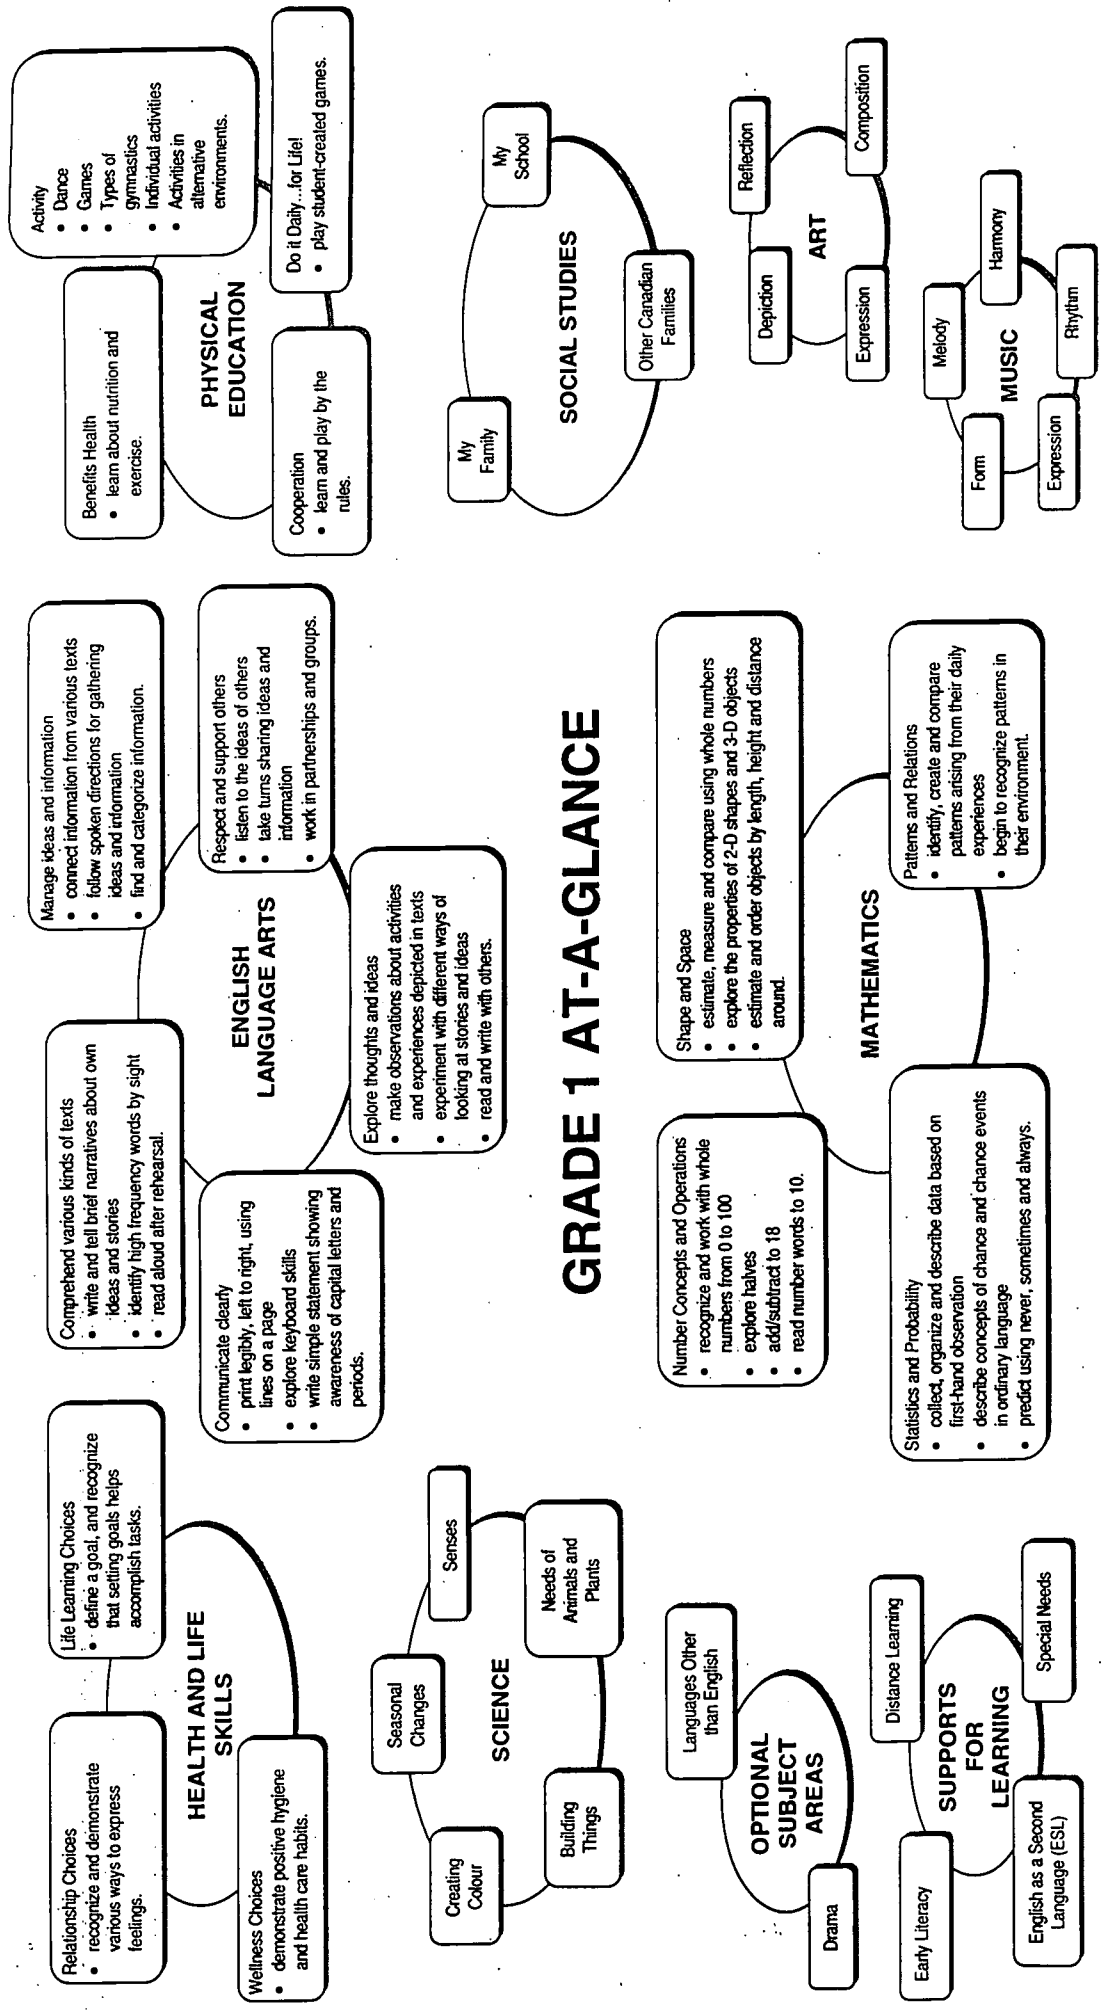 Relationship Choices
• recognize and demonstrate
various ways to express
feelings.
Life Learning Choices
• define a goal, and recognize
that setting goals helps
accomplish tasks.
HEALTH AND LIFE
SKILLS
Wellness Choices
• demonstrate positive hygiene
and health care habits.
Comprehend various kinds of texts
• write and tell brief narratives about own
ideas and stories
• identify high frequency words by sight
• read aloud after rehearsal.
Manage ideas and information
• connect information from various texts
• follow spoken directions for gathering
ideas and information
• find and categorize information.
ENGLISH
LANGUAGE ARTS
Communicate clearly
• print legibly, left to right, using
lines on a page
• explore keyboard skills
• write simple statement showing
awareness of capital letters and
periods.
Respect and support others
• listen to the ideas of others
• take turns sharing ideas and
information
• work in partnerships and groups.
Explore thoughts and ideas
• make observations about activities
and experiences depicted in texts
• experiment with different ways of
looking at stories and ideas
• read and write with others.
Benefits Health
• learn about nutrition and
exercise.
Activity
• Dance
• Games
• Types of
gymnastics
• Individual activities
• Activities in
alternative
environments.
PHYSICAL
EDUCATION
Cooperation
• learn and play by the
rules.
Do it Daily...for Life!
• play student-created games.
Seasonal
Changes
Senses
Creating
Colour
SCIENCE
Building
Things
Needs of
Animals and
Plants
GRADE 1 AT-A-GLANCE
My
Family
My
School
SOCIAL STUDIES
Other Canadian
Families
Languages Other
than English
OPTIONAL
SUBJECT
AREAS
Drama
Number Concepts and Operations
• recognize and work with whole
numbers from 0 to 100
• explore halves
• add/subtract to 18
• read number words to 10.
Shape and Space
• estimate, measure and compare using whole numbers
• explore the properties of 2-D shapes and 3-D objects
• estimate and order objects by length, height and distance
around.
MATHEMATICS
Statistics and Probability
• collect, organize and describe data based on
first-hand observation
• describe concepts of chance and chance events
in ordinary language
• predict using never, sometimes and always.
Patterns and Relations
• identify, create and compare
patterns arising from their daily
experiences
• begin to recognize patterns in
their environment.
Depiction
Reflection
ART
Expression
Composition
Early Literacy
Distance Learning
SUPPORTS
FOR
LEARNING
English as a Second
Language (ESL)
Special Needs
Form
Melody
Harmony
MUSIC
Expression
Rhythm